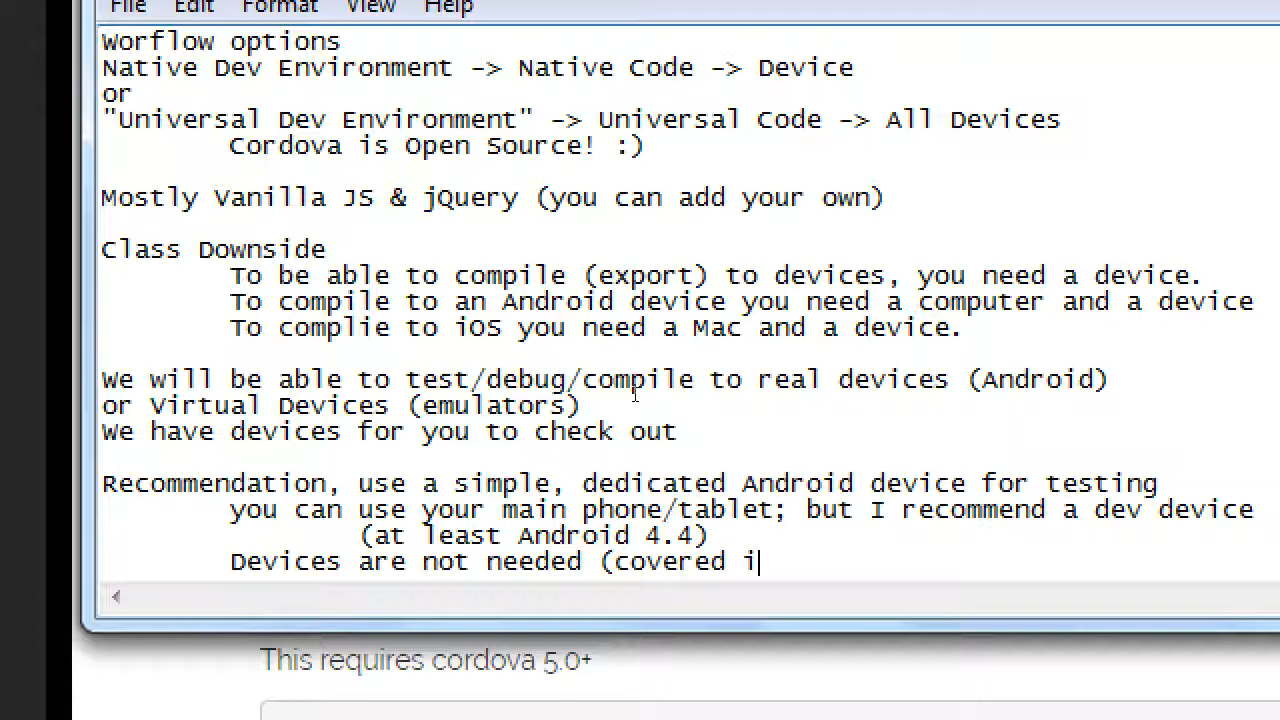 File Edit Format View Help
Worflow options
Native Dev Environment -> Native Code -> Device
or
"Universal Dev Environment" -> Universal Code -> All Devices
Cordova is Open Source! :)
Mostly Vanilla JS & jQuery (you can add your own)
Class Downside
To be able to compile (export) to devices, you need a device.
To compile to an Android device you need a computer and a device
To complie to iOS you need a Mac and a device.
We will be able to test/debug/compile to real devices (Android)
or Virtual Devices (emulators)
We have devices for you to check out
Recommendation, use a simple, dedicated Android device for testing
you can use your main phone/tablet; but I recommend a dev device
(at least Android 4.4)
Devices are not needed (covered i
This requires cordova 5.0+